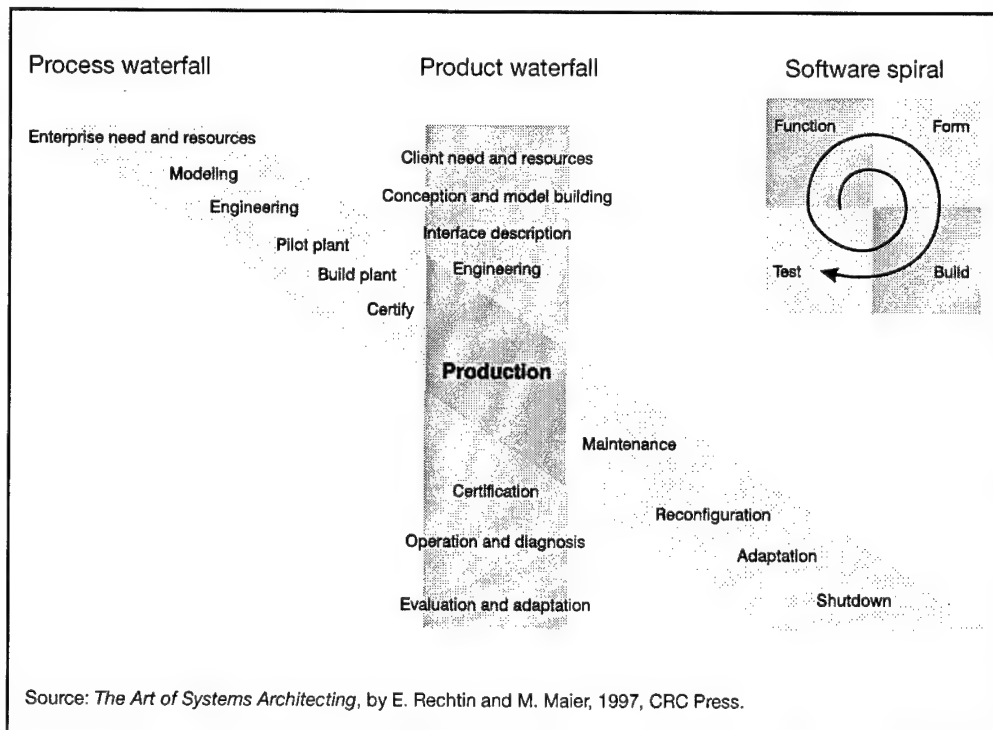 Process waterfall
Product waterfall
Software spiral
Enterprise need and resources
Modeling
Engineering
Pilot plant
Build plant
Certify
Client need and resources
Conception and model building
Interface description
Engineering
Production
Certification
Operation and diagnosis
Evaluation and adaptation
Maintenance
Reconfiguration
Adaptation
Shutdown
Function
Form
Test
Build
Source: The Art of Systems Architecting, by E. Rechtin and M. Maier, 1997, CRC Press.